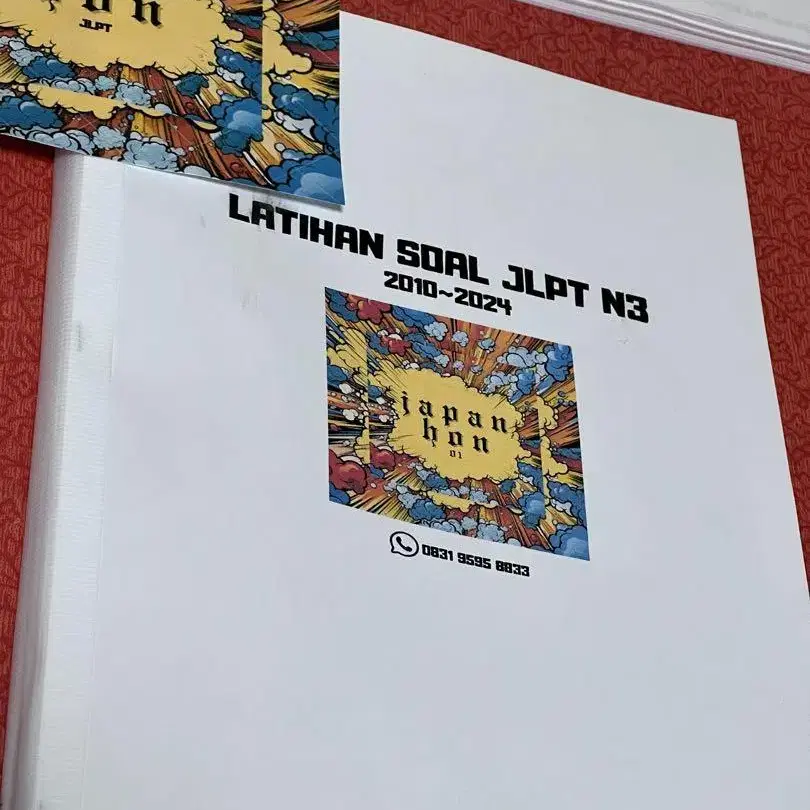 hon
JLPT
LATIHAN SOAL JLPT N3
2010~2024
japan
hon
01
0831 9595 8833